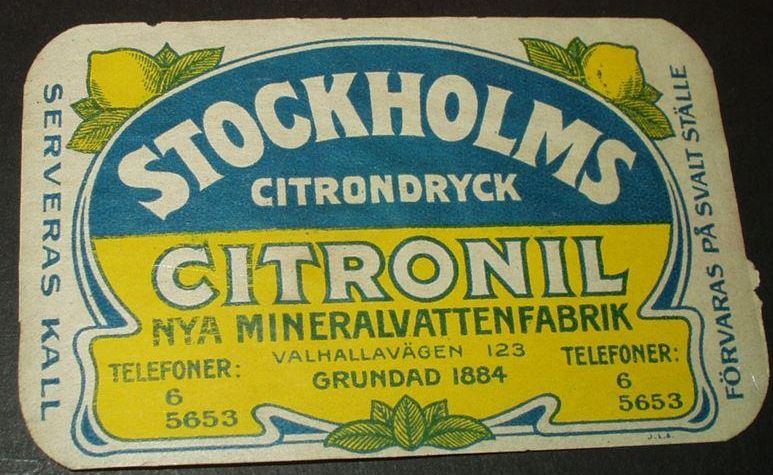 STOCKHOLMS
CITRONDRYCK
CITRONIL
NYA MINERALVATTENFABRIK
VALHALLAVÄGEN 123
GRUNDAD 1884
TELEFONER:
6
5653
TELEFONER:
6
5653
SERVERAS KALL
FÖRVARAS PÅ SVALT STÄLLE